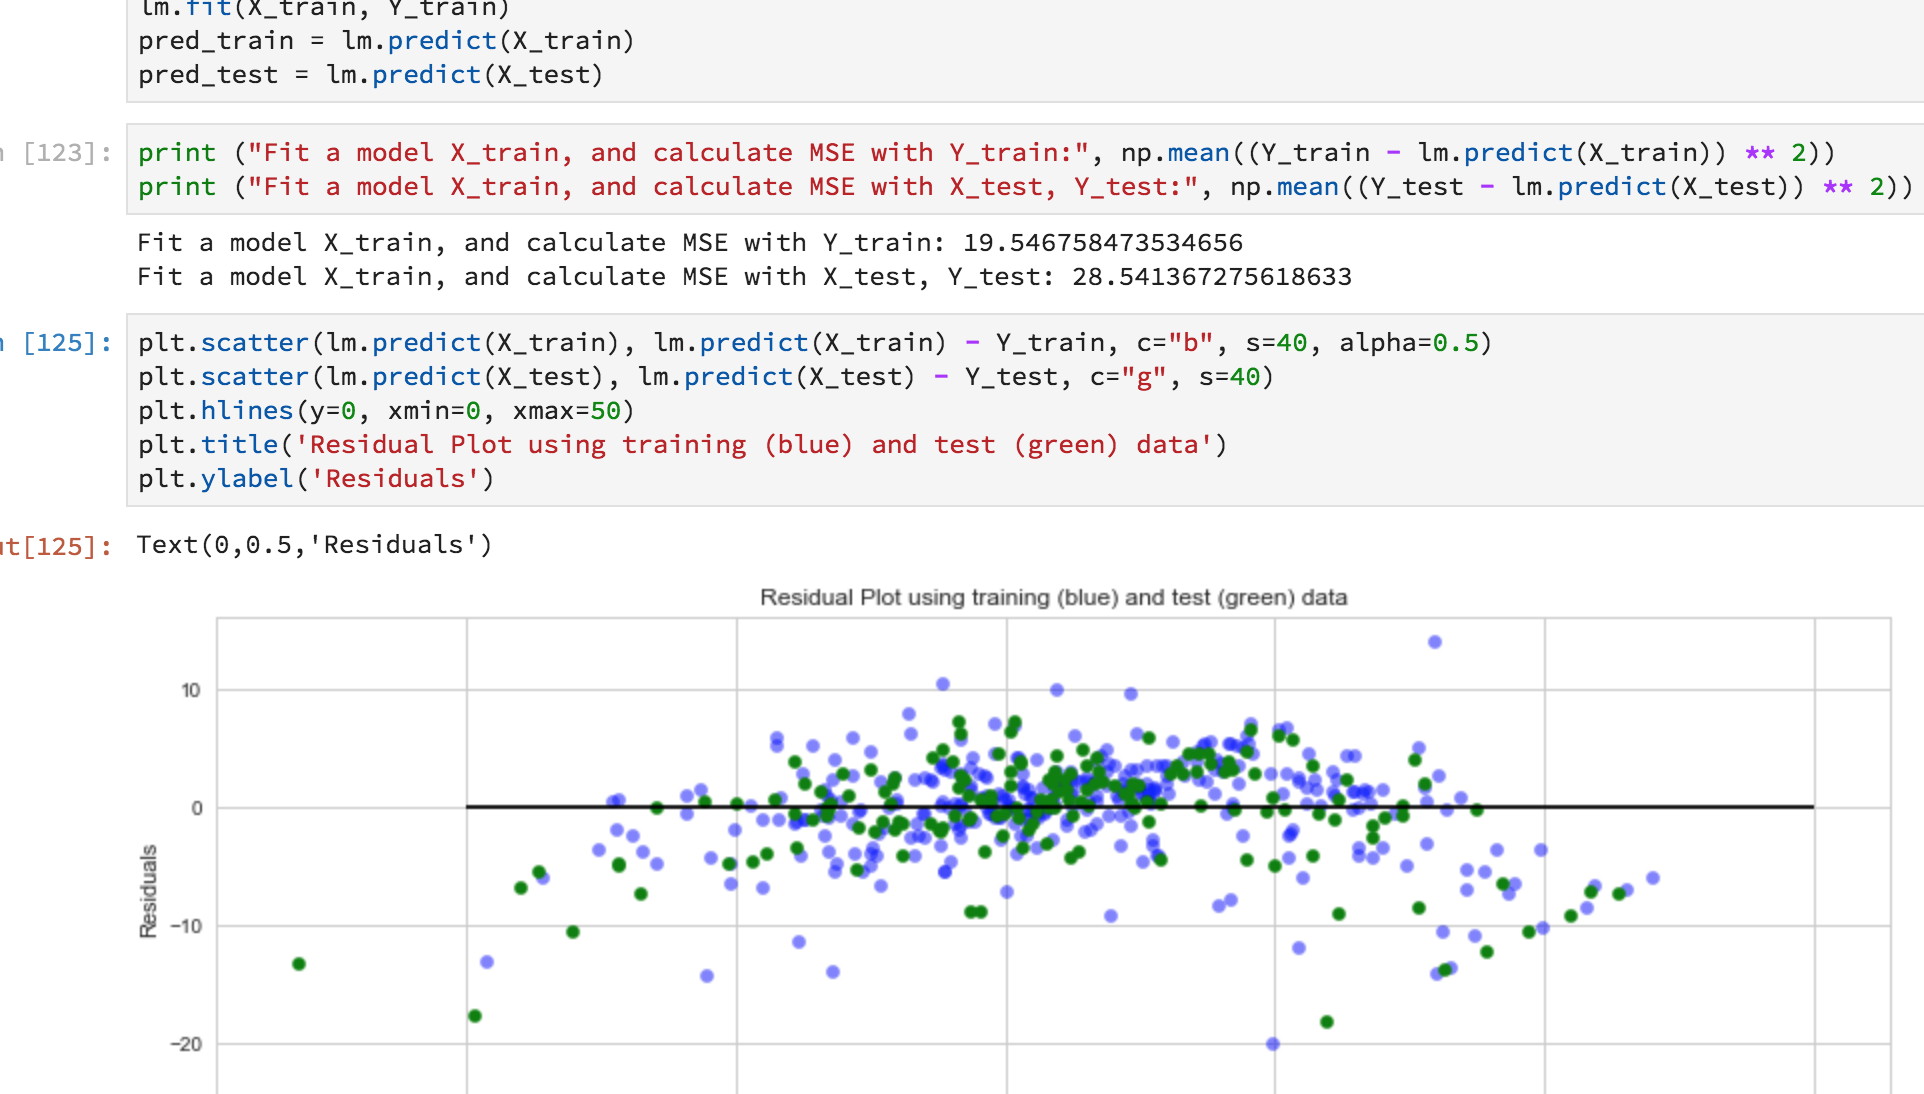 lm.fit(X_train, Y_train)
pred_train = lm.predict(X_train)
pred_test = lm.predict(X_test)
[123]:
print ("Fit a model X_train, and calculate MSE with Y_train:", np.mean((Y_train - lm.predict(X_train)) ** 2))
print ("Fit a model X_train, and calculate MSE with X_test, Y_test:", np.mean((Y_test - lm.predict(X_test)) ** 2))
Fit a model X_train, and calculate MSE with Y_train: 19.546758473534656
Fit a model X_train, and calculate MSE with X_test, Y_test: 28.541367275618633
[125]:
plt.scatter(lm.predict(X_train), lm.predict(X_train) - Y_train, c="b", s=40, alpha=0.5)
plt.scatter(lm.predict(X_test), lm.predict(X_test) - Y_test, c="g", s=40)
plt.hlines(y=0, xmin=0, xmax=50)
plt.title('Residual Plot using training (blue) and test (green) data')
plt.ylabel('Residuals')
ut[125]:
Text(0,0.5,'Residuals')
Residual Plot using training (blue) and test (green) data
10
0
Residuals
−10
−20